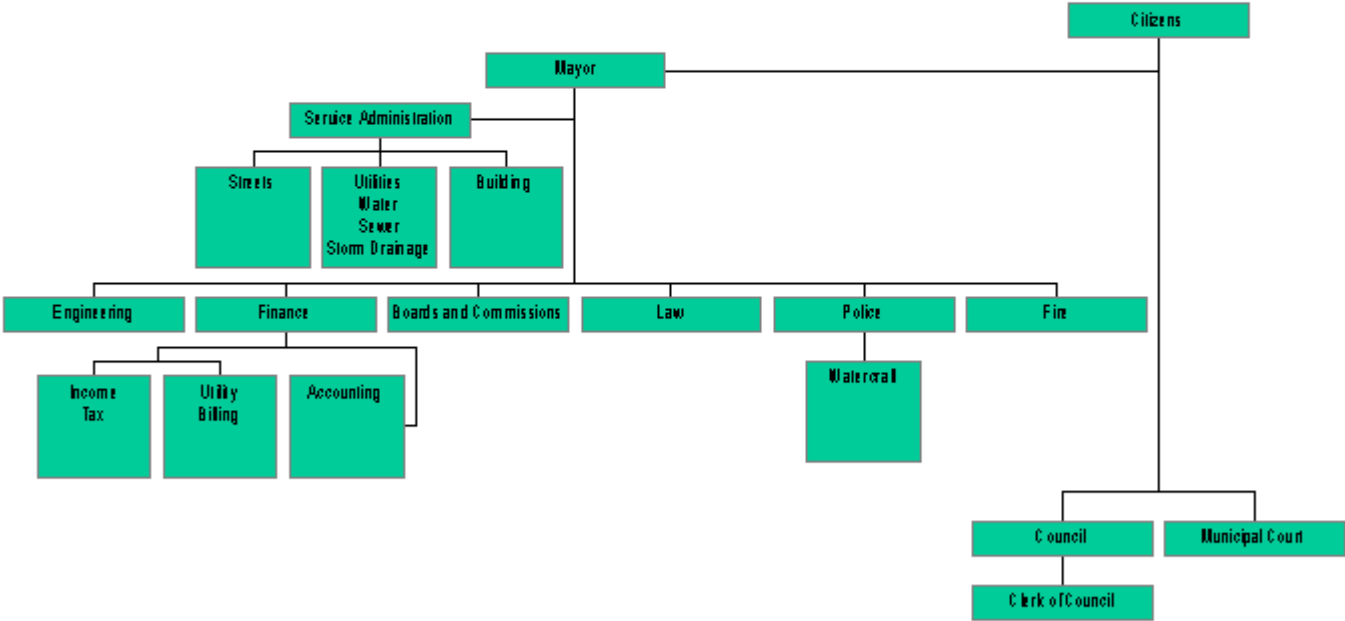 Citizens
Mayor
Service Administration
Streets
Utilities
Water
Sewer
Storm Drainage
Building
Engineering
Finance
Boards and Commissions
Law
Police
Fire
Income
Tax
Utility
Billing
Accounting
Watercraft
Council
Municipal Court
Clerk of Council